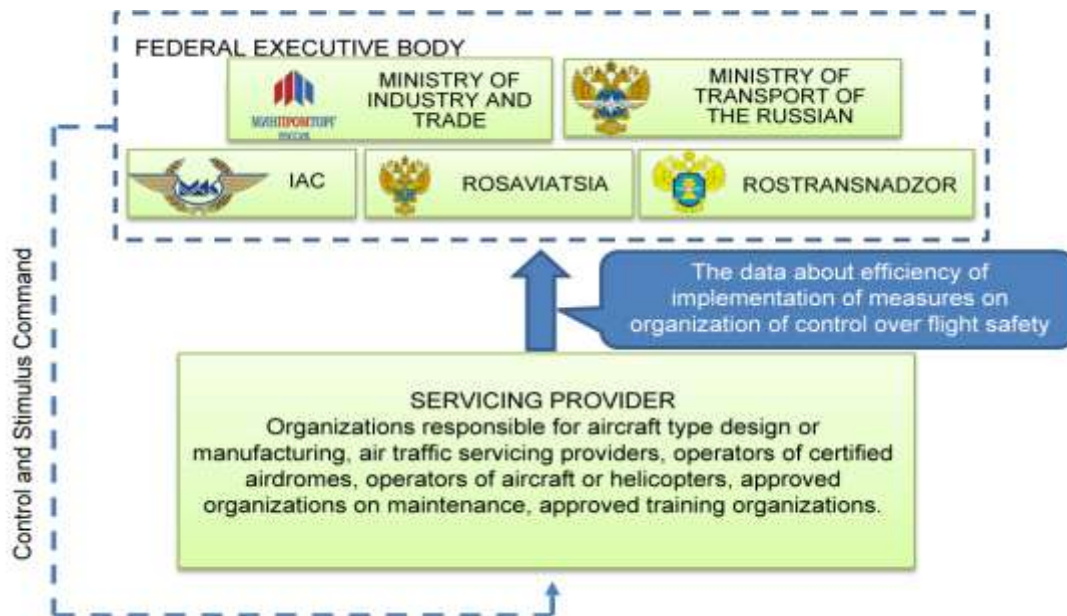 FEDERAL EXECUTIVE BODY
MINISTRY OF
INDUSTRY AND
TRADE
МИНПРОМТОРГ
РОССИИ
MINISTRY OF
TRANSPORT OF
THE RUSSIAN
МАК
IAC
ROSAVIATSIA
ROSTRANSNADZOR
Control and Stimulus Command
The data about efficiency of
implementation of measures on
organization of control over flight safety
SERVICING PROVIDER
Organizations responsible for aircraft type design or
manufacturing, air traffic servicing providers, operators of certified
airdromes, operators of aircraft or helicopters, approved
organizations on maintenance, approved training organizations.